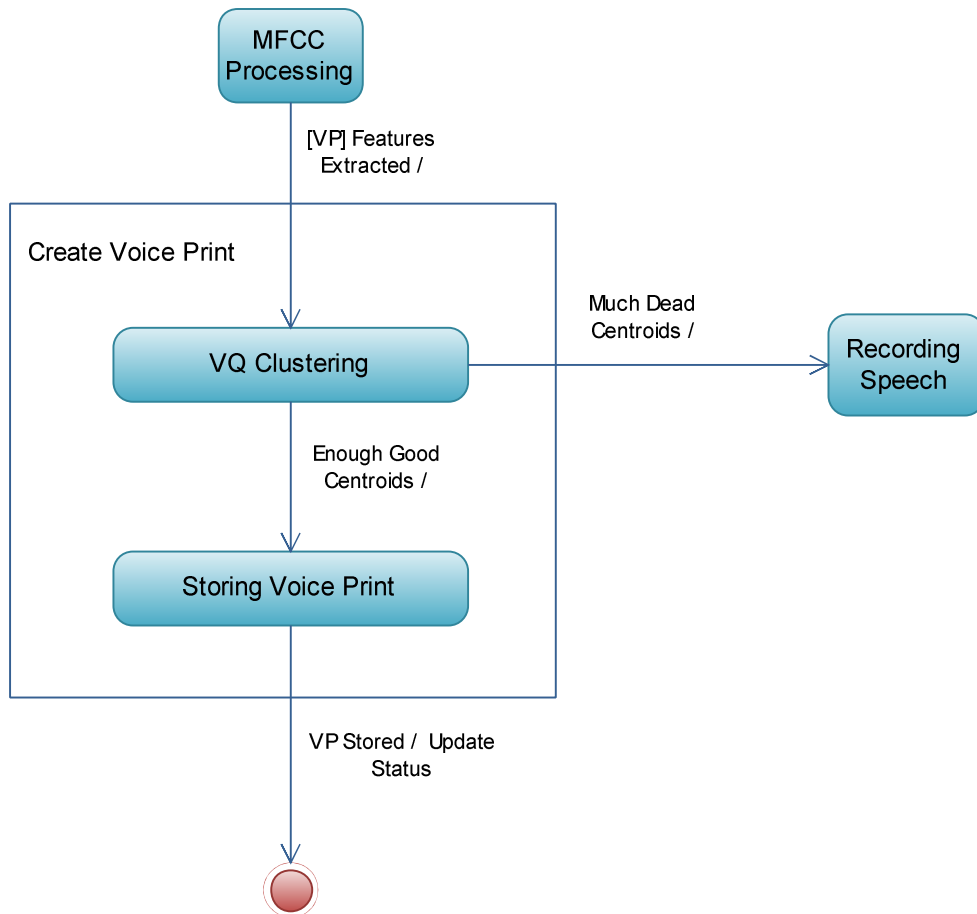 MFCC
Processing
[VP] Features
Extracted /
Create Voice Print
Much Dead
Centroids /
VQ Clustering
Recording
Speech
Enough Good
Centroids /
Storing Voice Print
VP Stored / Update
Status